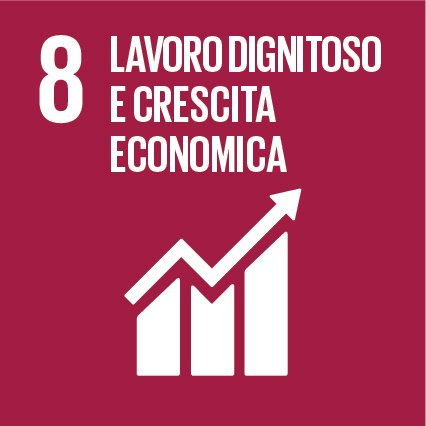 8 LAVORO DIGNITOSO
E CRESCITA
ECONOMICA